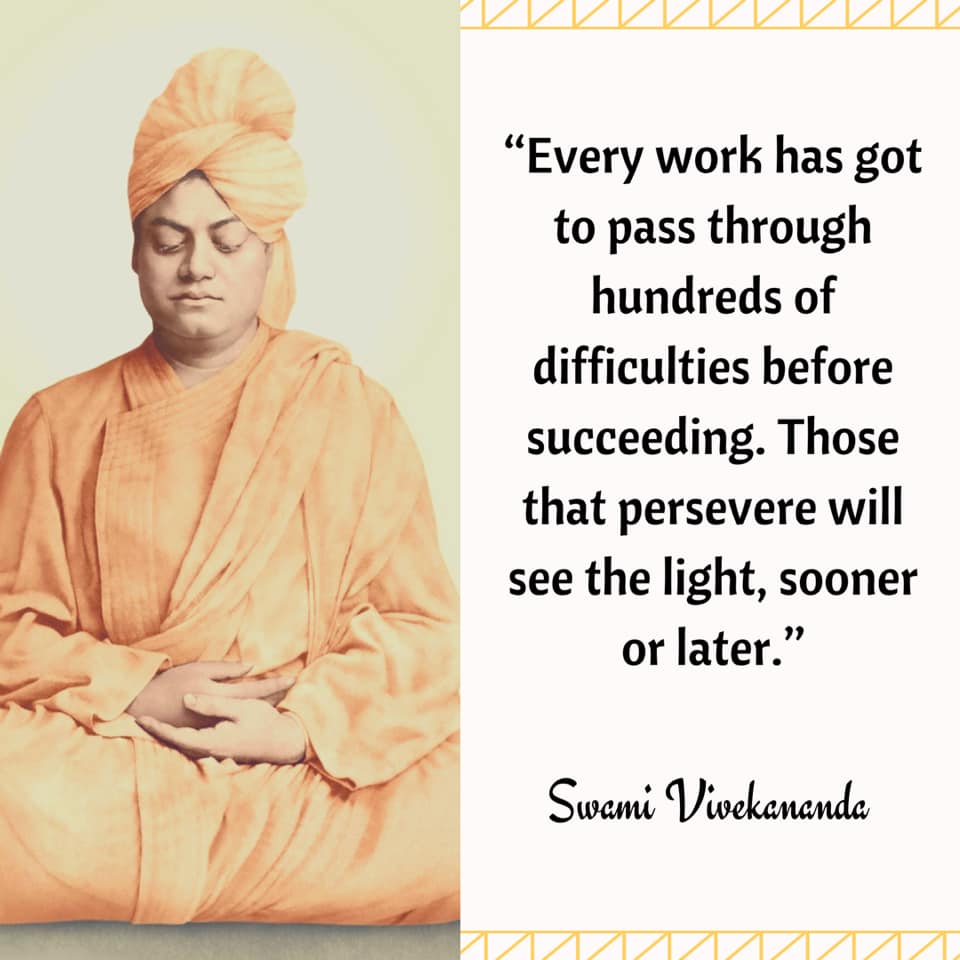 “Every work has got
to pass through
hundreds of
difficulties before
succeeding. Those
that persevere will
see the light, sooner
or later.”
Swami Vivekananda